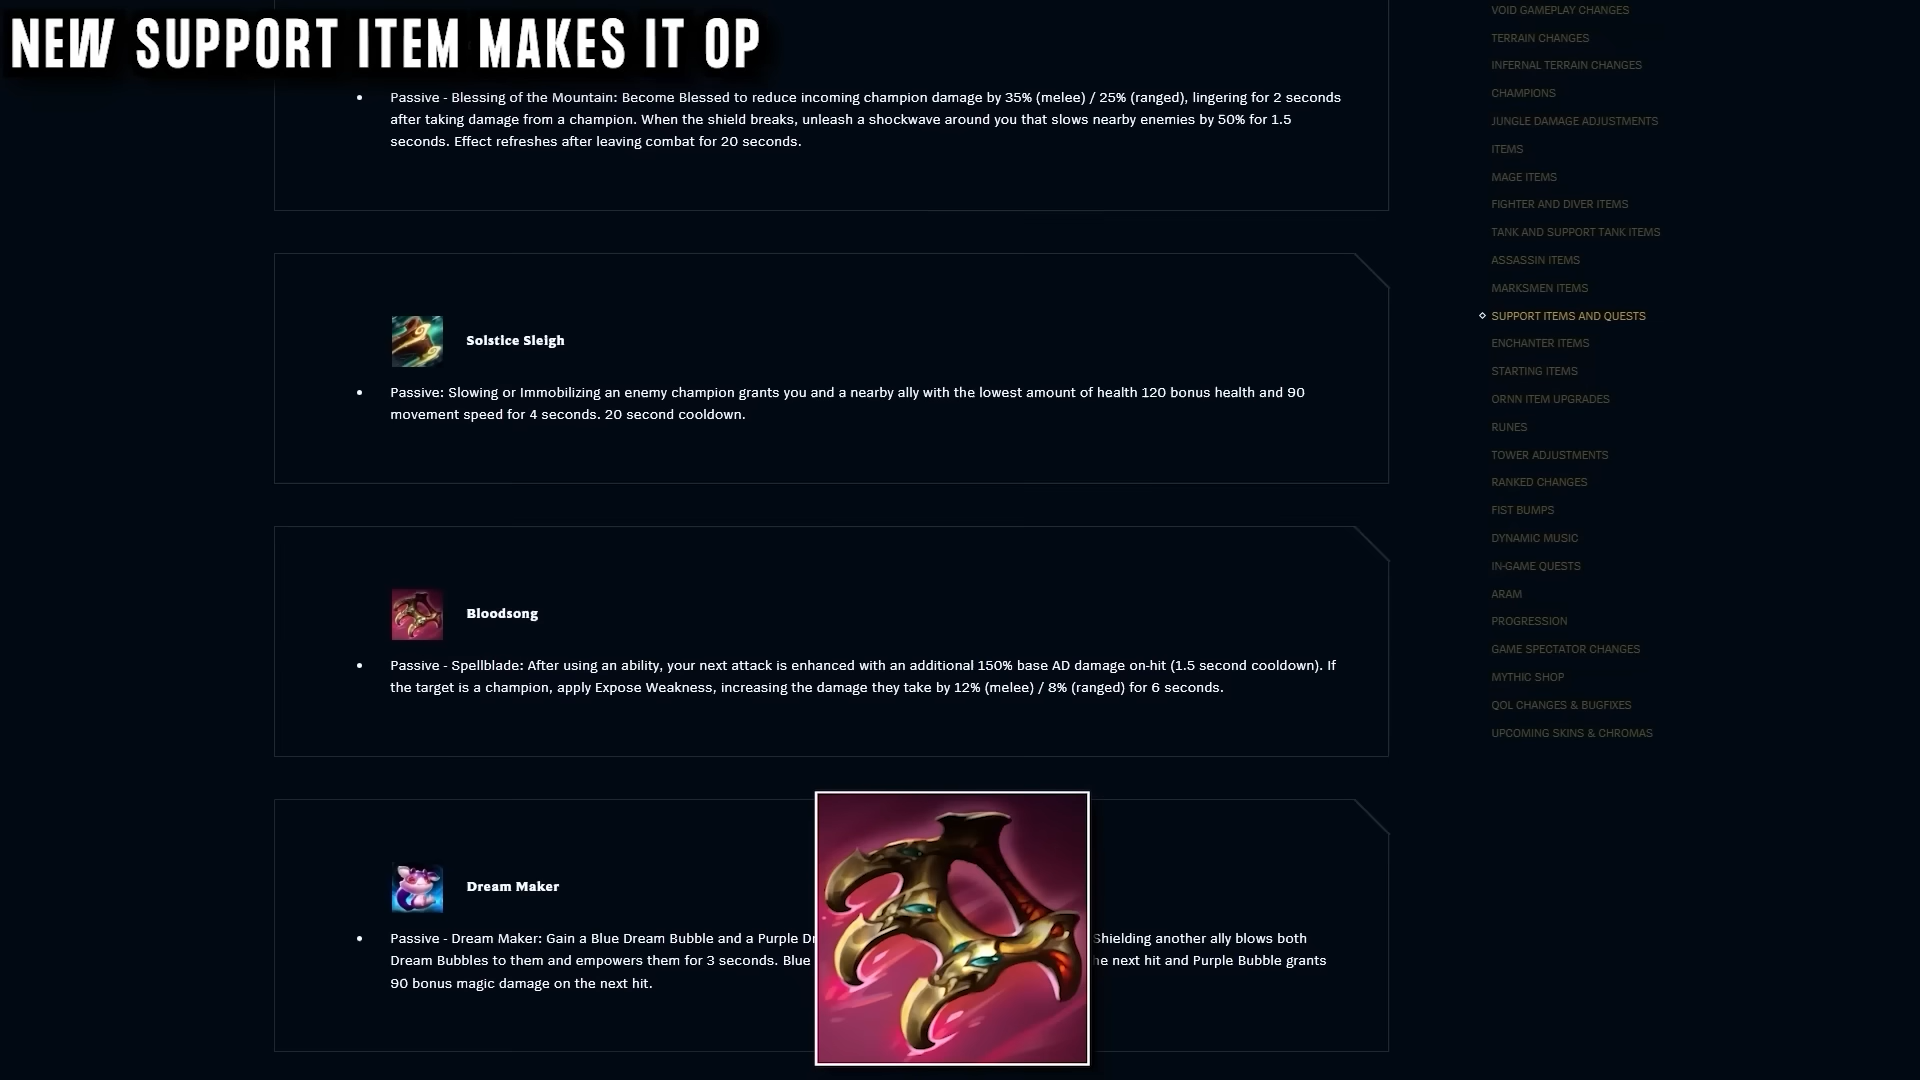 NEW SUPPORT ITEM MAKES IT OP
Passive - Blessing of the Mountain: Become Blessed to reduce incoming champion damage by 35% (melee) / 25% (ranged), lingering for 2 seconds
after taking damage from a champion. When the shield breaks, unleash a shockwave around you that slows nearby enemies by 50% for 1.5
seconds. Effect refreshes after leaving combat for 20 seconds.
Solstice Sleigh
Passive: Slowing or Immobilizing an enemy champion grants you and a nearby ally with the lowest amount of health 120 bonus health and 90
movement speed for 4 seconds. 20 second cooldown.
Bloodsong
Passive - Spellblade: After using an ability, your next attack is enhanced with an additional 150% base AD damage on-hit (1.5 second cooldown). If
the target is a champion, apply Expose Weakness, increasing the damage they take by 12% (melee) / 8% (ranged) for 6 seconds.
Dream Maker
Passive - Dream Maker: Gain a Blue Dream Bubble and a Purple Shielding another ally blows both
Dream Bubbles to them and empowers them for 3 seconds. Blue next hit and Purple Bubble grants
90 bonus magic damage on the next hit.
VOID GAMEPLAY CHANGES
TERRAIN CHANGES
INFERNAL TERRAIN CHANGES
CHAMPIONS
JUNGLE DAMAGE ADJUSTMENTS
ITEMS
MAGE ITEMS
FIGHTER AND DIVER ITEMS
TANK AND SUPPORT TANK ITEMS
ASSASSIN ITEMS
MARKSMEN ITEMS
SUPPORT ITEMS AND QUESTS
ENCHANTER ITEMS
STARTING ITEMS
ORNN ITEM UPGRADES
RUNES
TOWER ADJUSTMENTS
RANKED CHANGES
FIST BUMPS
DYNAMIC MUSIC
IN-GAME QUESTS
ARAM
PROGRESSION
GAME SPECTATOR CHANGES
MYTHIC SHOP
QOL CHANGES & BUGFIXES
UPCOMING SKINS & CHROMAS